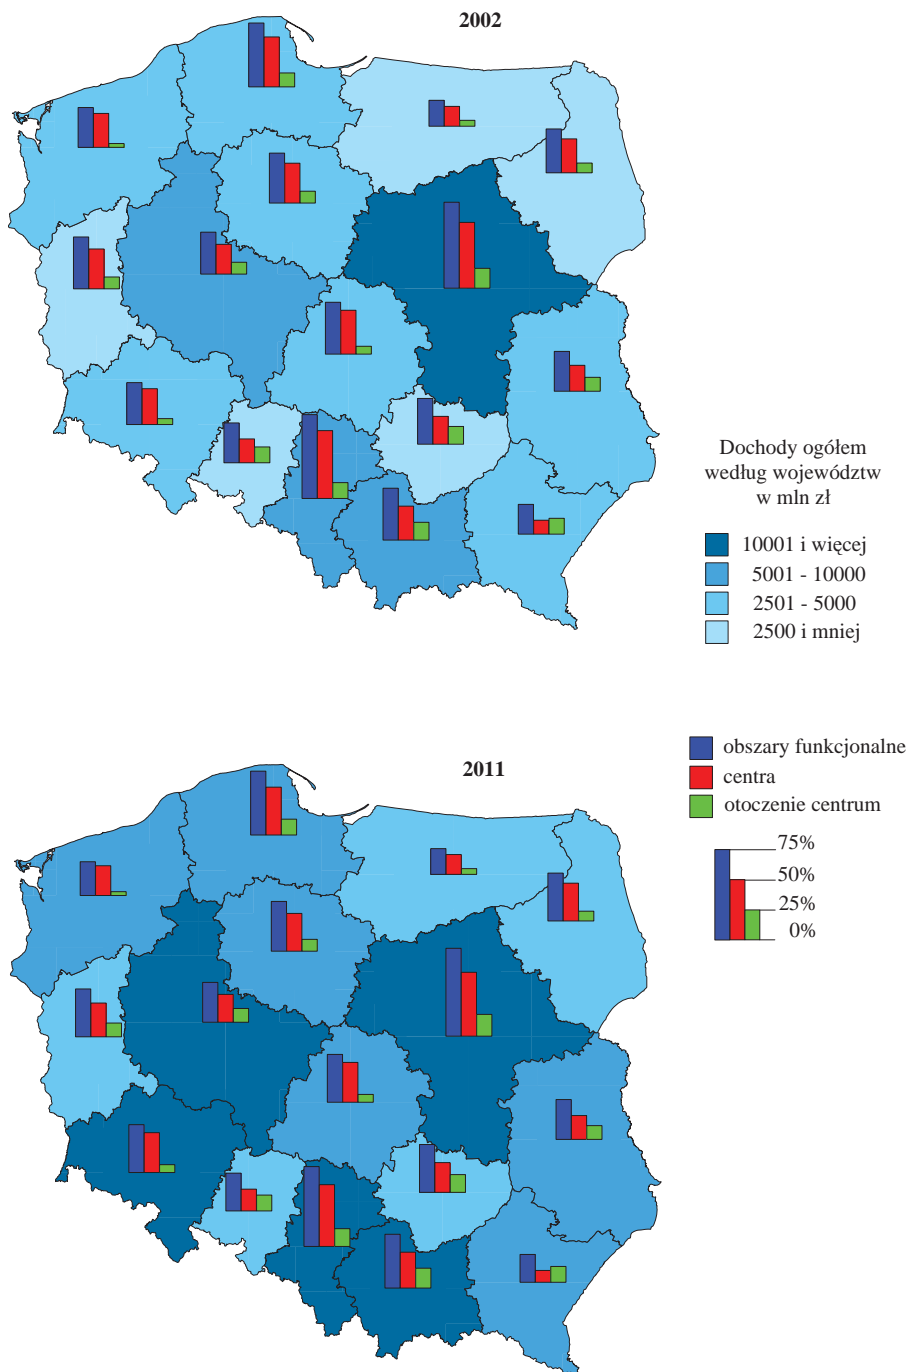 2002
Dochody ogółem
według województw
w mln zł
10001 i więcej
5001 - 10000
2501 - 5000
2500 i mniej
obszary funkcjonalne
2011
centra
otoczenie centrum
75%
50%
25%
0%